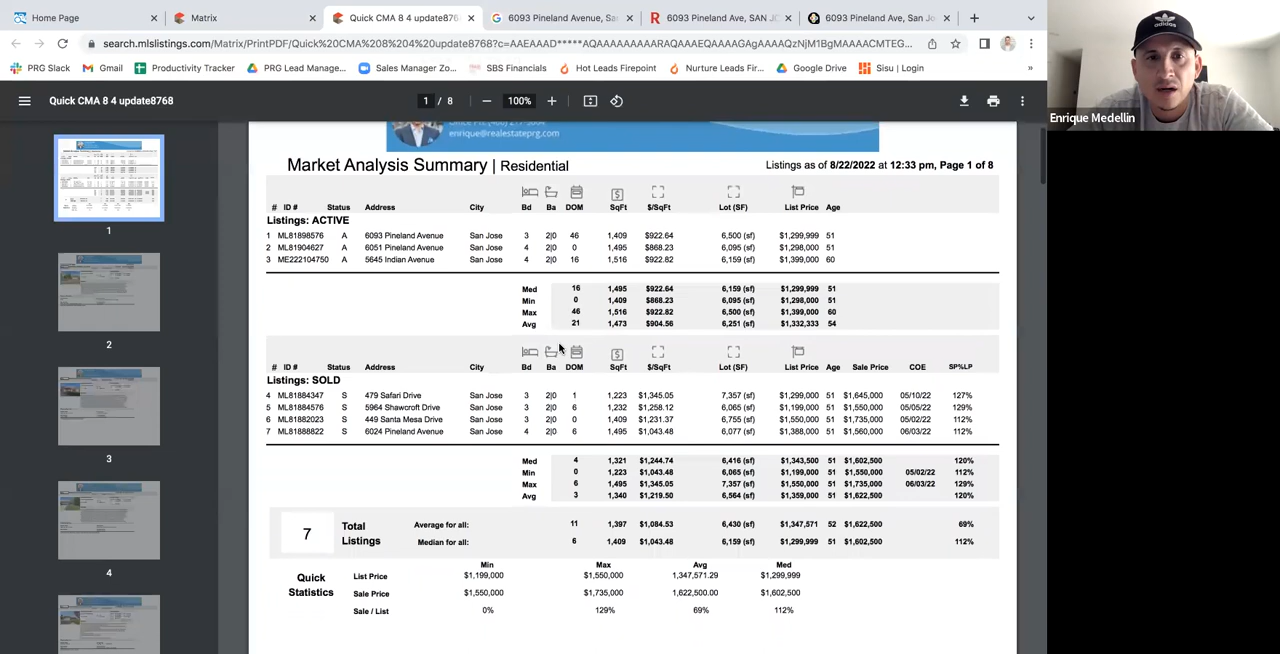 Home Page
Matrix
Quick CMA 8 4 update8768
6093 Pineland Avenue, Sa
6093 Pineland Ave, SAN JO
6093 Pineland Ave, San Jo
search.mlslistings.com/Matrix/PrintPDF/Quick%20CMA%208%204%20update8768?c=AAEAAAD*****AQAAAAAAAAARAQAAAEQAAAAGAgAAAAQzNjM1BgMAAAACMTEG...
PRG Slack
Gmail
Productivity Tracker
PRG Lead Manage...
Sales Manager Zo...
SBS Financials
Hot Leads Firepoint
Nurture Leads Fir...
Google Drive
Sisu | Login
»
Quick CMA 8 4 update8768
1 / 8
100%
Enrique Medellin
enrique@realestateprg.com
Market Analysis Summary | Residential
Listings as of 8/22/2022 at 12:33 pm, Page 1 of 8
# ID # Status Address City Bd Ba DOM SqFt $/SqFt Lot (SF) List Price Age
Listings: ACTIVE
1 ML81898576 A 6093 Pineland Avenue San Jose 3 2|0 46 1,409 $922.64 6,500 (sf) $1,299,999 51
2 ML81904627 A 6051 Pineland Avenue San Jose 4 2|0 0 1,495 $868.23 6,095 (sf) $1,298,000 51
3 ME222104750 A 5645 Indian Avenue San Jose 4 2|0 16 1,516 $922.82 6,159 (sf) $1,399,000 60
Med 16 1,495 $922.64 6,159 (sf) $1,299,999 51
Min 0 1,409 $868.23 6,095 (sf) $1,298,000 51
Max 46 1,516 $922.82 6,500 (sf) $1,399,000 60
Avg 21 1,473 $904.56 6,251 (sf) $1,332,333 54
# ID # Status Address City Bd Ba DOM SqFt $/SqFt Lot (SF) List Price Age Sale Price COE SP%LP
Listings: SOLD
4 ML81884347 S 479 Safari Drive San Jose 3 2|0 1 1,223 $1,345.05 7,357 (sf) $1,299,000 51 $1,645,000 05/10/22 127%
5 ML81884576 S 5964 Shawcroft Drive San Jose 3 2|0 6 1,232 $1,258.12 6,065 (sf) $1,199,000 51 $1,550,000 05/05/22 129%
6 ML81882023 S 449 Santa Mesa Drive San Jose 3 2|0 0 1,409 $1,231.37 6,755 (sf) $1,550,000 51 $1,735,000 05/02/22 112%
7 ML81888822 S 6024 Pineland Avenue San Jose 4 2|0 6 1,495 $1,043.48 6,077 (sf) $1,388,000 51 $1,560,000 06/03/22 112%
Med 4 1,321 $1,244.74 6,416 (sf) $1,343,500 51 $1,602,500 120%
Min 0 1,223 $1,043.48 6,065 (sf) $1,199,000 51 $1,550,000 05/02/22 112%
Max 6 1,495 $1,345.05 7,357 (sf) $1,550,000 51 $1,735,000 06/03/22 129%
Avg 3 1,340 $1,219.50 6,564 (sf) $1,359,000 51 $1,622,500 120%
7 Total Listings
Average for all: 11 1,397 $1,084.53 6,430 (sf) $1,347,571 52 $1,622,500 69%
Median for all: 6 1,409 $1,043.48 6,159 (sf) $1,299,999 51 $1,602,500 112%
Min Max Avg Med
Quick Statistics
List Price $1,199,000 $1,550,000 1,347,571.29 $1,299,999
Sale Price $1,550,000 $1,735,000 1,622,500.00 $1,602,500
Sale / List 0% 129% 69% 112%
1
2
3
4